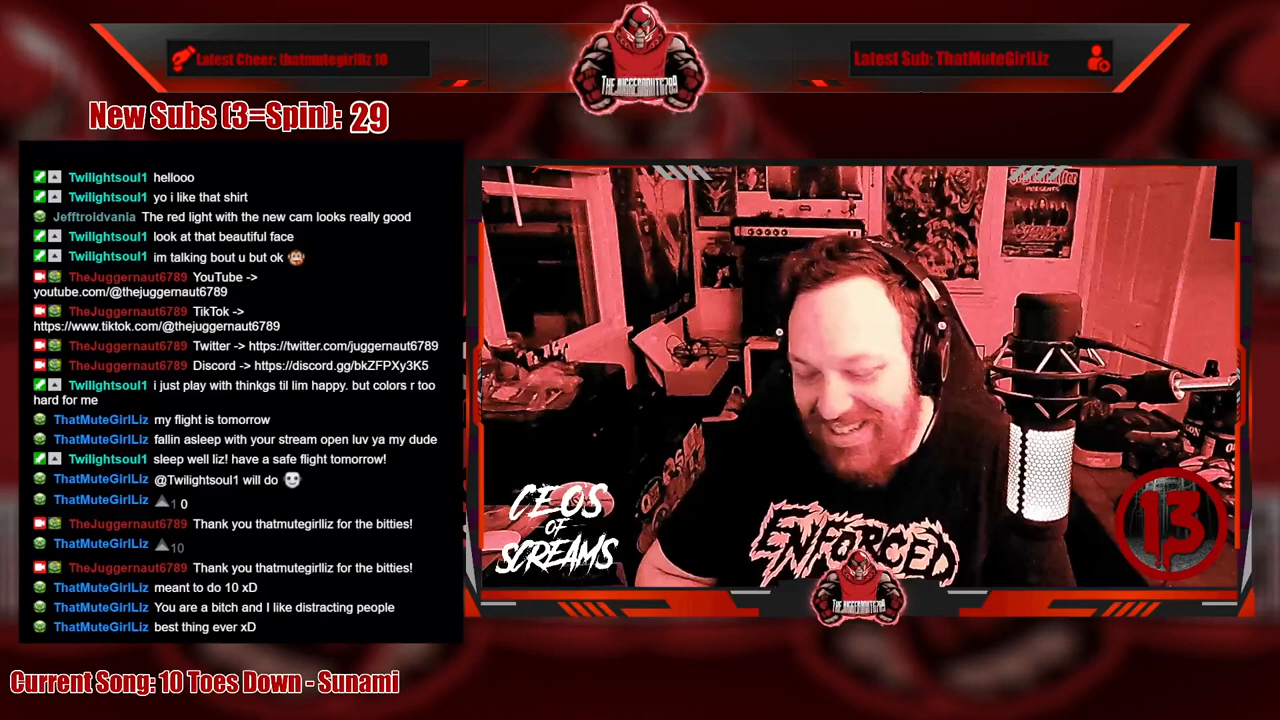 Latest Cheer: thatmutegirlliz 10
THEJUGGERNAUT6789
Latest Sub: ThatMuteGirlLiz
New Subs (3=Spin): 29
Twilightsoul1 hellooo
Twilightsoul1 yo i like that shirt
Jefftroidvania The red light with the new cam looks really good
Twilightsoul1 look at that beautiful face
Twilightsoul1 im talking bout u but ok
TheJuggernaut6789 YouTube ->
youtube.com/@thejuggernaut6789
TheJuggernaut6789 TikTok ->
https://www.tiktok.com/@thejuggernaut6789
TheJuggernaut6789 Twitter -> https://twitter.com/juggernaut6789
TheJuggernaut6789 Discord -> https://discord.gg/bkZFPXy3K5
Twilightsoul1 i just play with thinkgs til lim happy. but colors r too
hard for me
ThatMuteGirlLiz my flight is tomorrow
ThatMuteGirlLiz fallin asleep with your stream open luv ya my dude
Twilightsoul1 sleep well liz! have a safe flight tomorrow!
ThatMuteGirlLiz @Twilightsoul1 will do
ThatMuteGirlLiz 1 0
TheJuggernaut6789 Thank you thatmutegirlliz for the bitties!
ThatMuteGirlLiz 10
TheJuggernaut6789 Thank you thatmutegirlliz for the bitties!
ThatMuteGirlLiz meant to do 10 xD
ThatMuteGirlLiz You are a bitch and I like distracting people
ThatMuteGirlLiz best thing ever xD
PRESENTS
CEOS
OF
SCREAMS
ENFORCED
13
THEJUGGERNAUT6789
Current Song: 10 Toes Down - Sunami